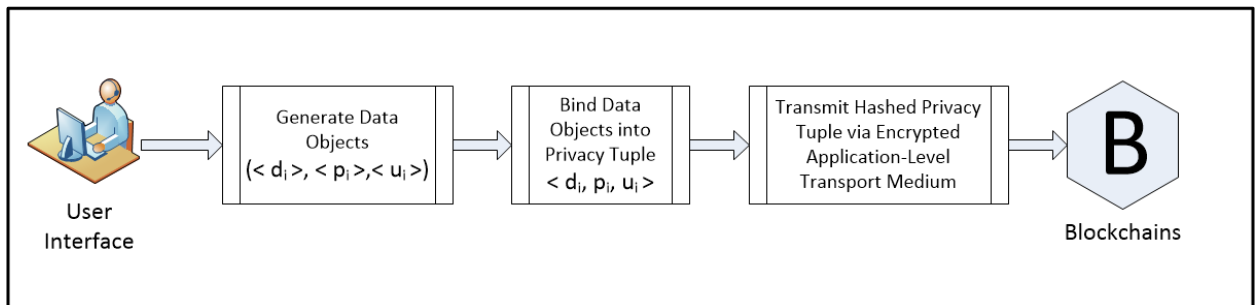 User
Interface
Generate Data
Objects
(< dᵢ >, < pᵢ >,< uᵢ >)
Bind Data
Objects into
Privacy Tuple
< dᵢ, pᵢ, uᵢ >
Transmit Hashed Privacy
Tuple via Encrypted
Application-Level
Transport Medium
B
Blockchains